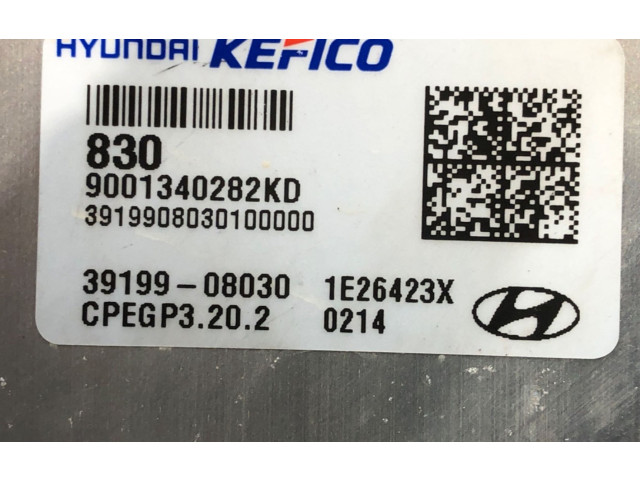 HYUNDAI KEFICO
830
9001340282KD
3919908030100000
39199-08030 1E26423X
CPEGP3.20.2 0214